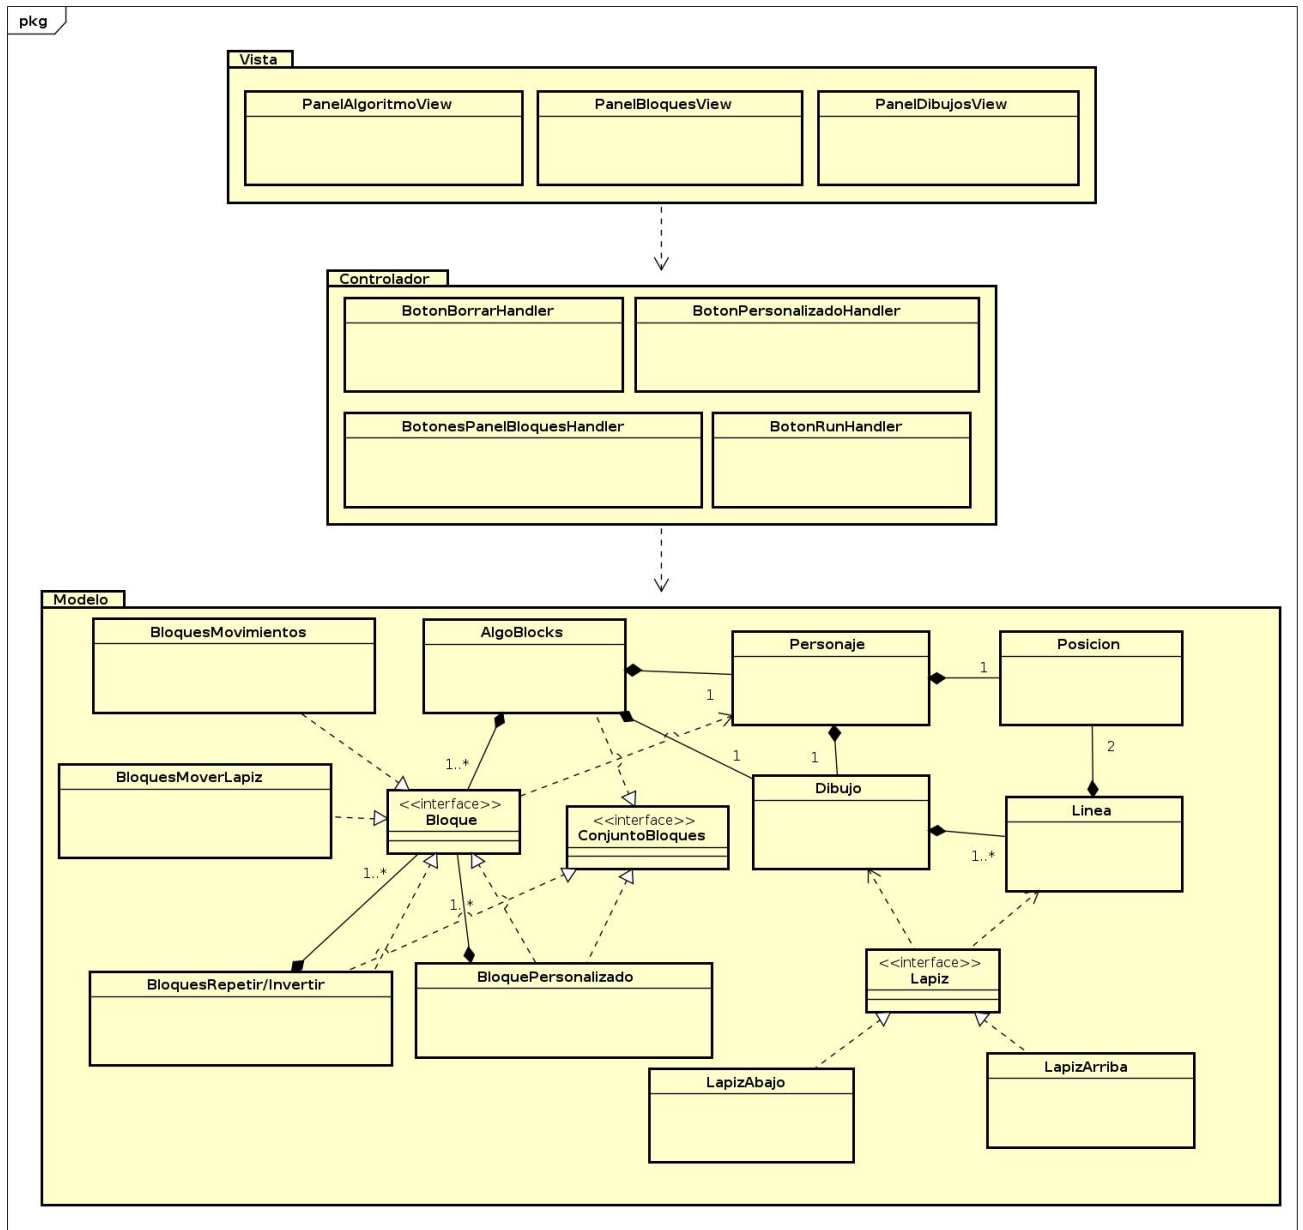 pkg
Vista
PanelAlgoritmoView
PanelBloquesView
PanelDibujosView
Controlador
BotonBorrarHandler
BotonPersonalizadoHandler
BotonesPanelBloquesHandler
BotonRunHandler
Modelo
BloquesMovimientos
AlgoBlocks
Personaje
Posicion
1
1
1..*
1
1
2
BloquesMoverLapiz
<<interface>>
Bloque
<<interface>>
ConjuntoBloques
Dibujo
Linea
1..*
1..*
1..*
BloquesRepetir/Invertir
BloquePersonalizado
<<interface>>
Lapiz
LapizAbajo
LapizArriba